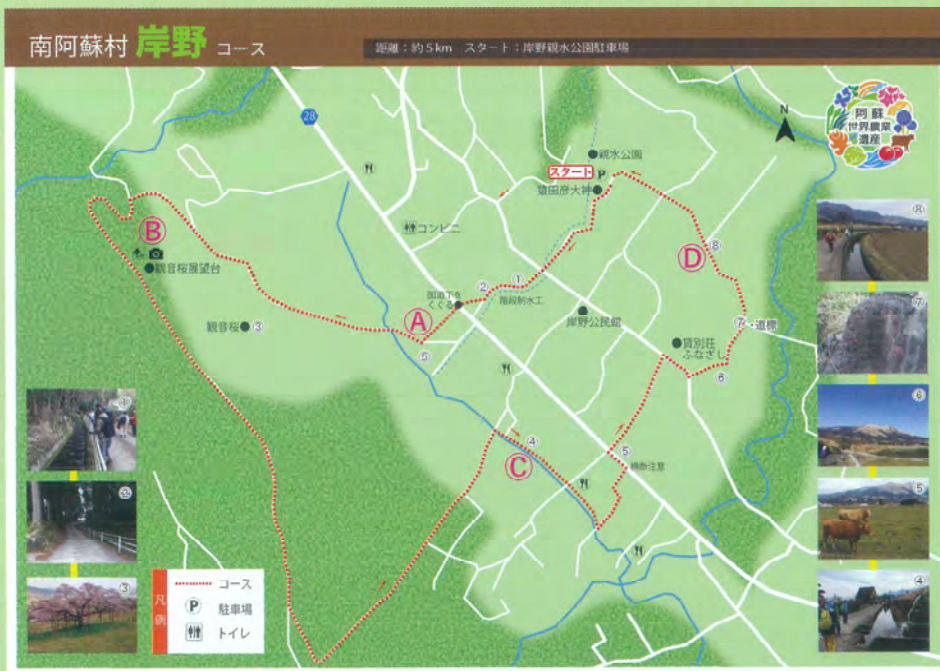 南阿蘇村 岸野 コース
距離:約5km スタート:岸野親水公園駐車場
28
N
阿蘇
世界農業
遺産
親水公園
スタート P
猿田彦大神
コンビニ
B
観音桜展望台
観音桜 ③
国道下を
くぐる
②
①
階段制水工
A
⑤
岸野公民館
D
⑧
⑦・道標
貸別荘
ふなざし
⑥
C
④
⑤
横断注意
①
②
③
凡例
コース
P 駐車場
トイレ
⑧
⑦
⑥
⑤
④